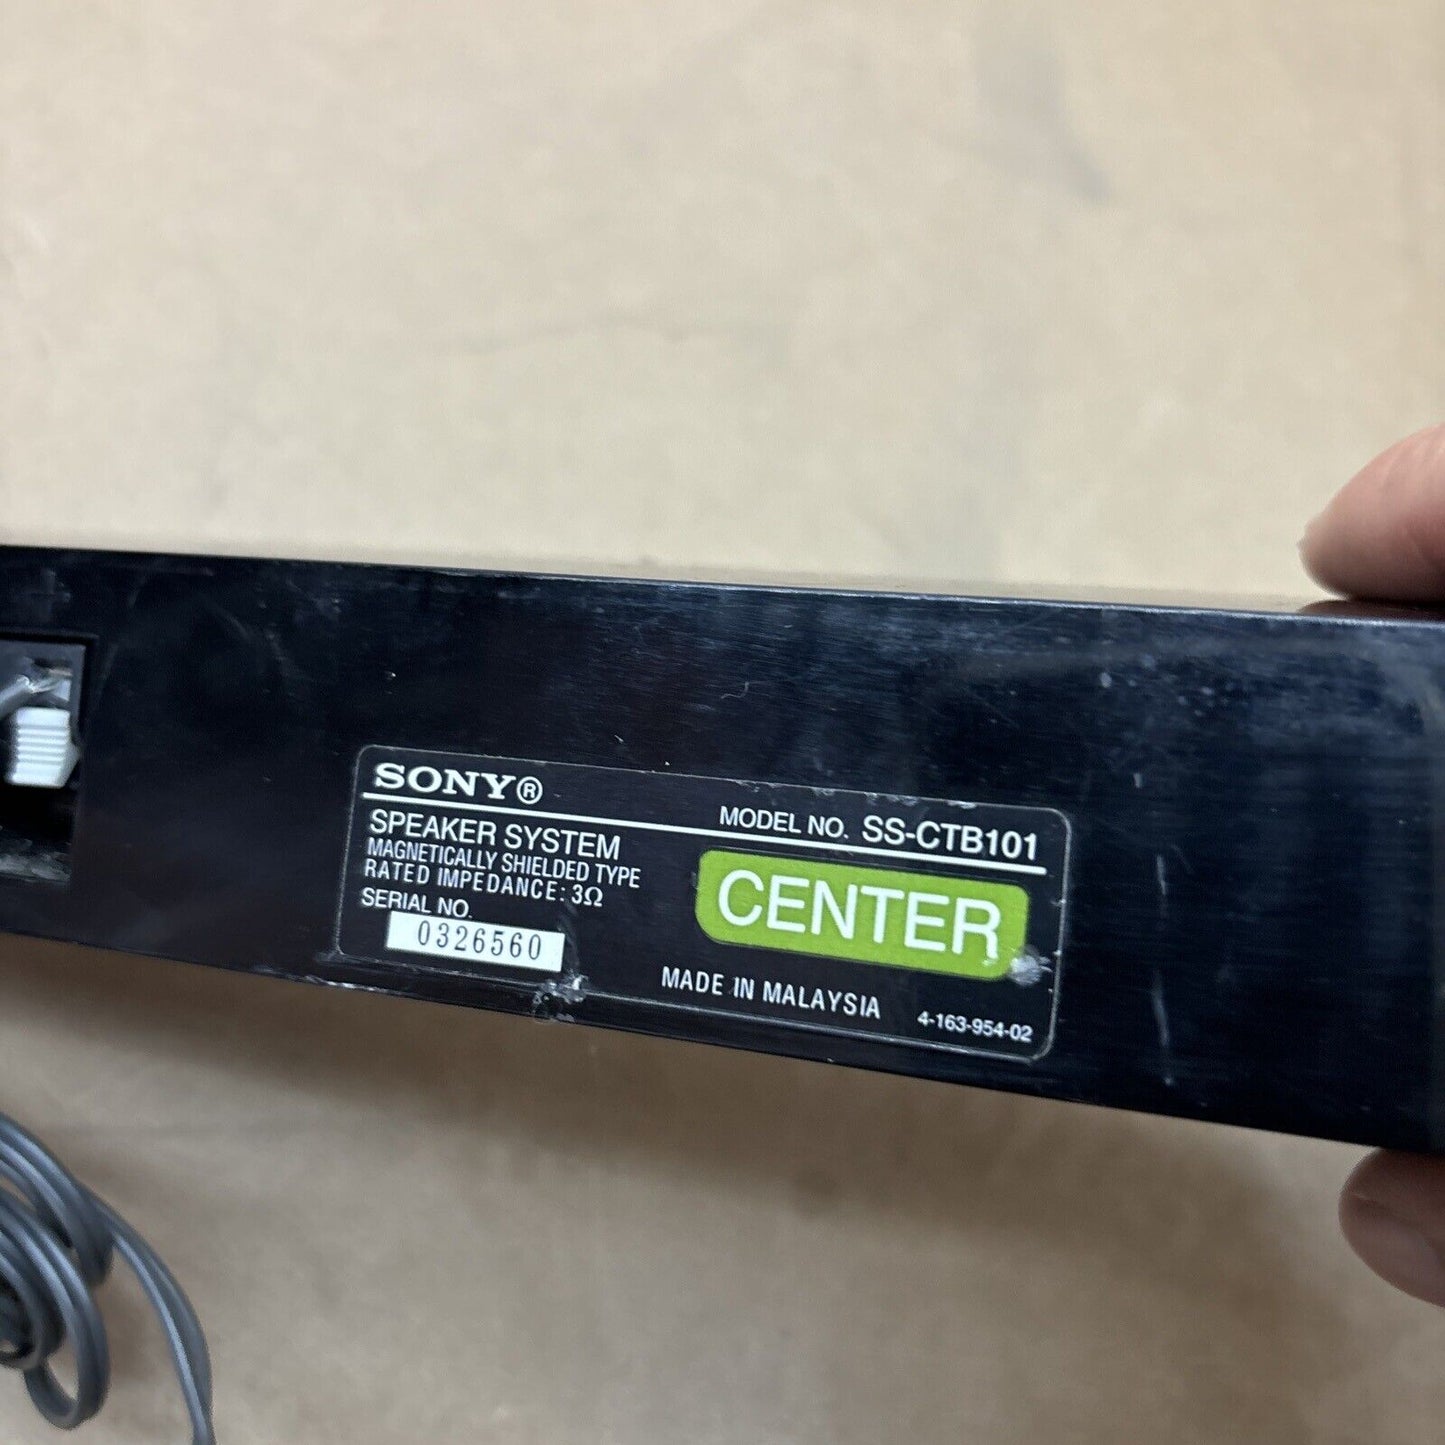 SONY®
MODEL NO. SS-CTB101
SPEAKER SYSTEM
MAGNETICALLY SHIELDED TYPE
RATED IMPEDANCE: 3Ω
SERIAL NO.
0326560
CENTER
MADE IN MALAYSIA
4-163-954-02